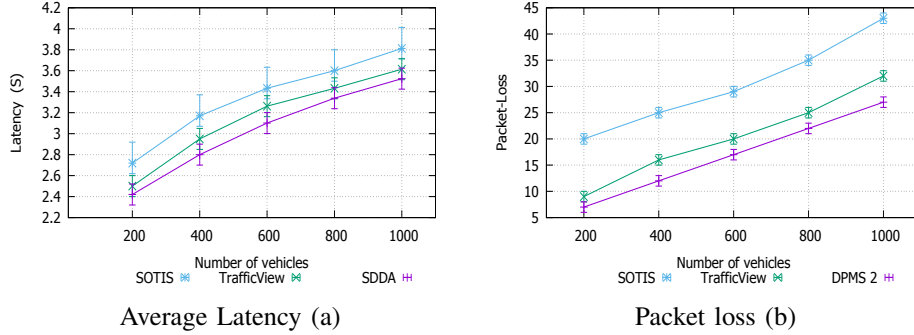 4.2
4
3.8
3.6
3.4
3.2
3
2.8
2.6
2.4
2.2
Latency (S)
200 400 600 800 1000
Number of vehicles
SOTIS TrafficView SDDA
Average Latency (a)
45
40
35
30
25
20
15
10
5
Packet-Loss
200 400 600 800 1000
Number of vehicles
SOTIS TrafficView DPMS 2
Packet loss (b)